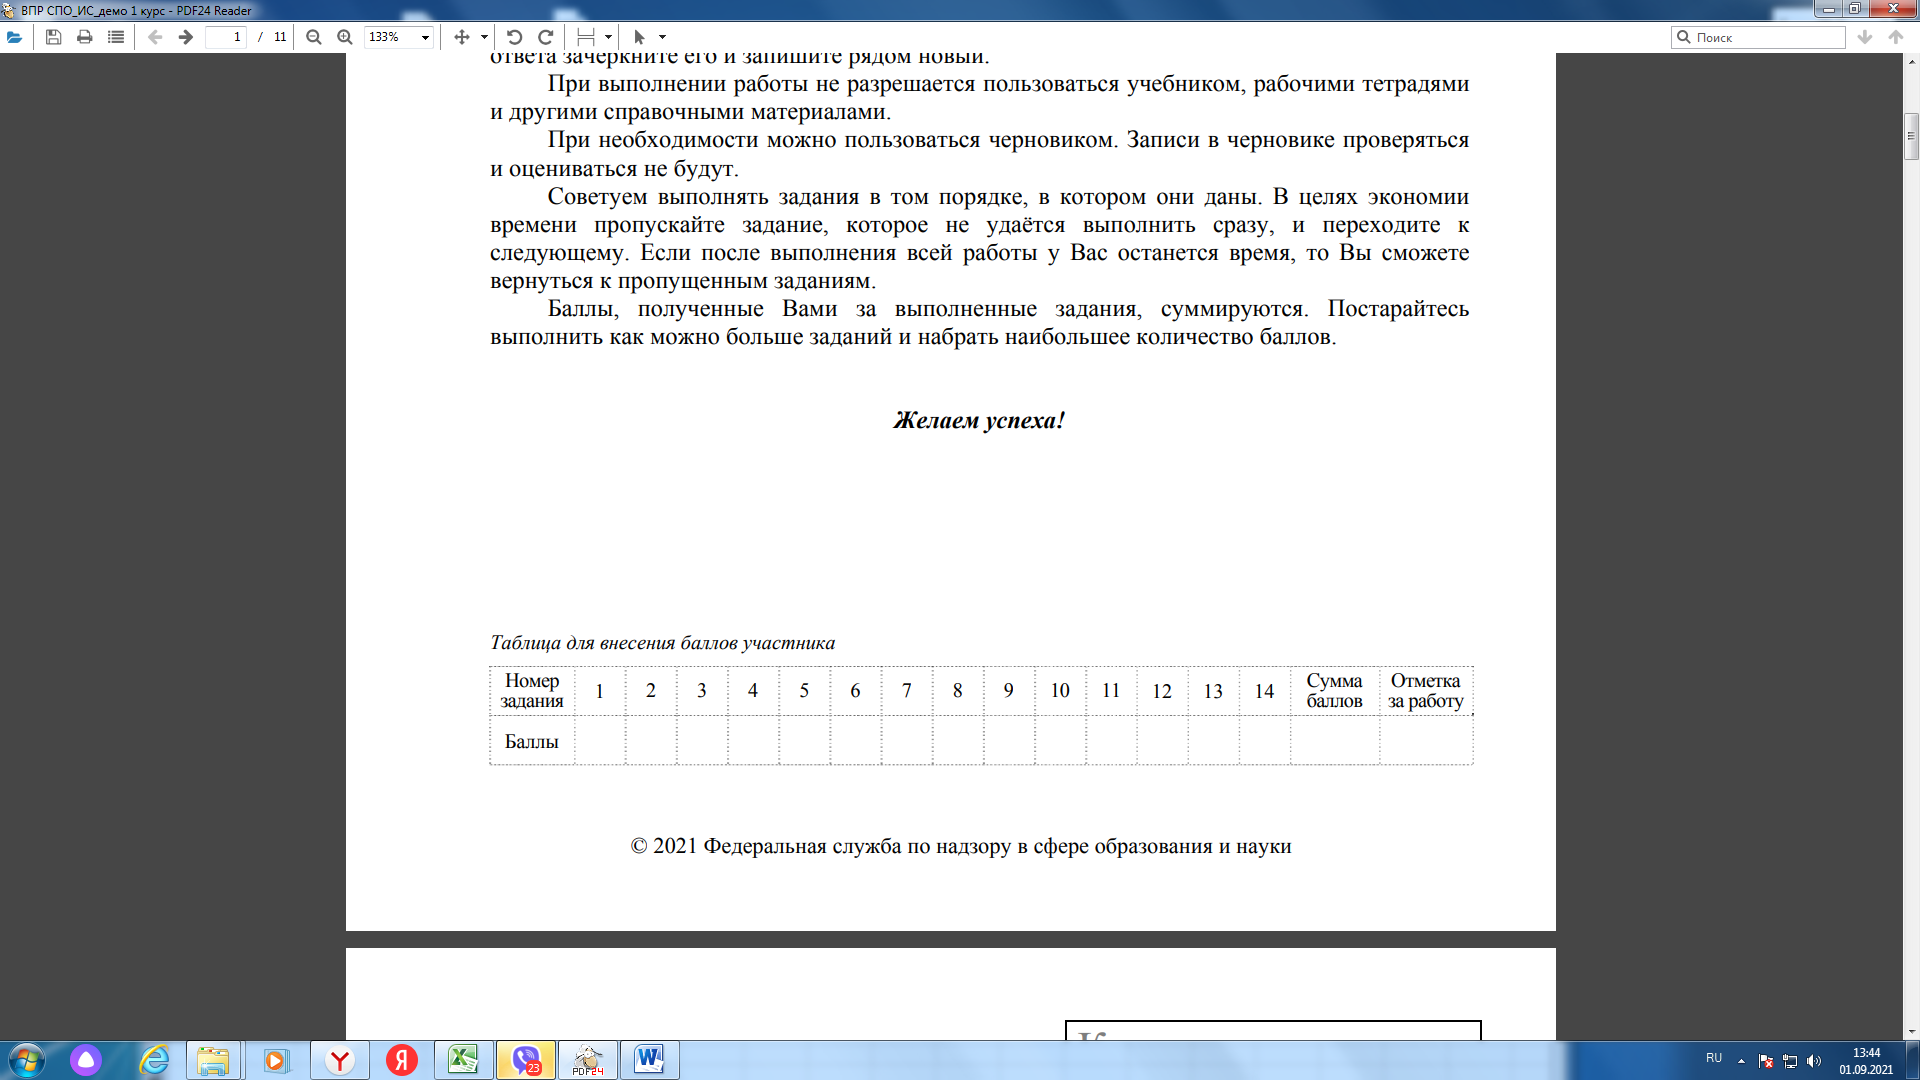 ВПР СПО_ИС_демо 1 курс - PDF24 Reader
1 / 11
133%
Поиск
ответа зачеркните его и запишите рядом новый.
При выполнении работы не разрешается пользоваться учебником, рабочими тетрадями
и другими справочными материалами.
При необходимости можно пользоваться черновиком. Записи в черновике проверяться
и оцениваться не будут.
Советуем выполнять задания в том порядке, в котором они даны. В целях экономии
времени пропускайте задание, которое не удаётся выполнить сразу, и переходите к
следующему. Если после выполнения всей работы у Вас останется время, то Вы сможете
вернуться к пропущенным заданиям.
Баллы, полученные Вами за выполненные задания, суммируются. Постарайтесь
выполнить как можно больше заданий и набрать наибольшее количество баллов.
Желаем успеха!
Таблица для внесения баллов участника
Номер задания 1 2 3 4 5 6 7 8 9 10 11 12 13 14 Сумма баллов Отметка за работу
Баллы
© 2021 Федеральная служба по надзору в сфере образования и науки
23
PDF24
RU
13:44
01.09.2021